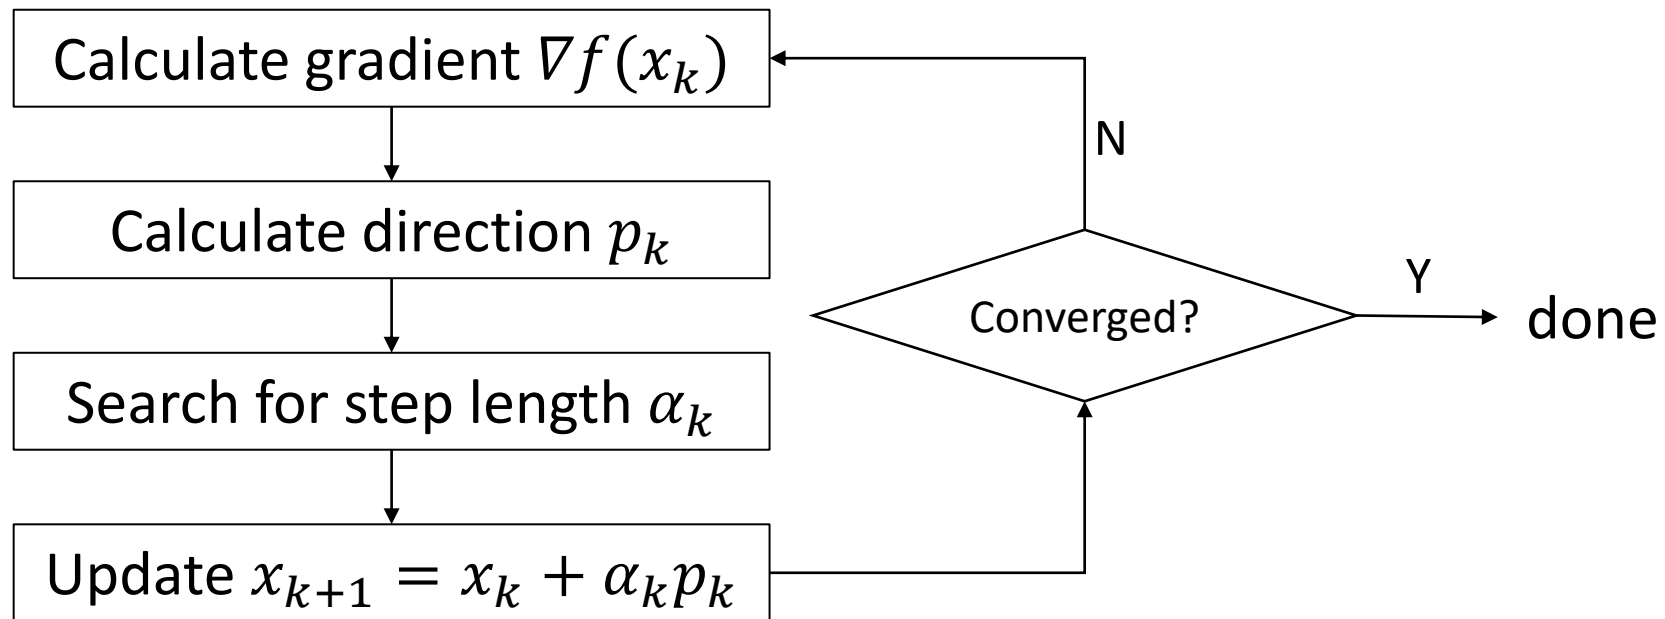 Calculate gradient ∇f(x_k)
N
Calculate direction p_k
Y
Converged?
done
Search for step length α_k
Update x_{k+1} = x_k + α_k p_k